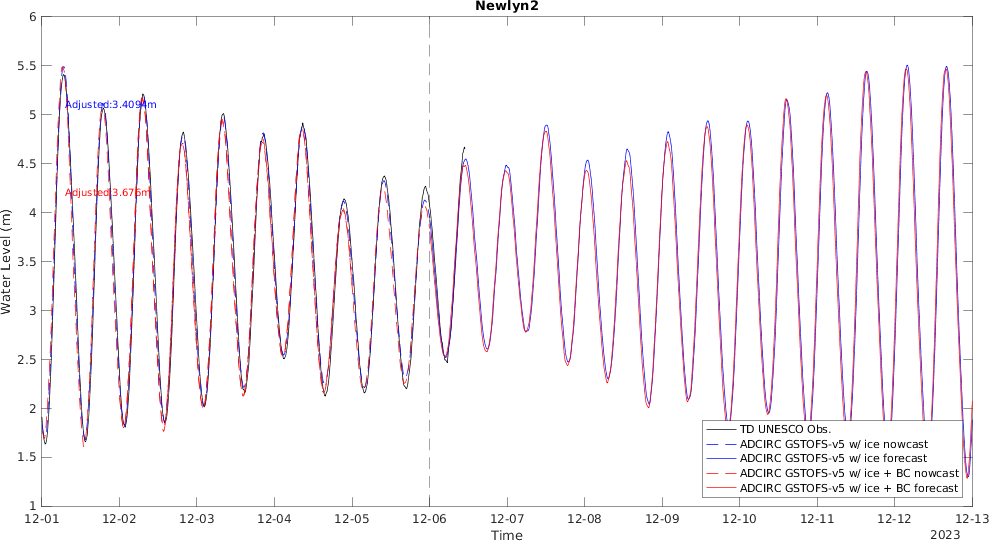 Newlyn2
6
5.5
5
4.5
4
3.5
3
2.5
2
1.5
1
Water Level (m)
Adjusted:3.4094m
Adjusted:3.676m
TD UNESCO Obs.
ADCIRC GSTOFS-v5 w/ ice nowcast
ADCIRC GSTOFS-v5 w/ ice forecast
ADCIRC GSTOFS-v5 w/ ice + BC nowcast
ADCIRC GSTOFS-v5 w/ ice + BC forecast
12-01 12-02 12-03 12-04 12-05 12-06 12-07 12-08 12-09 12-10 12-11 12-12 12-13
Time
2023